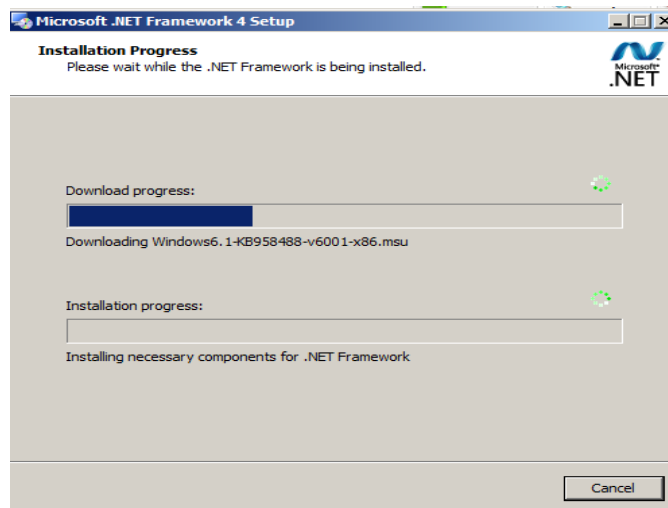 Microsoft .NET Framework 4 Setup
Installation Progress
Please wait while the .NET Framework is being installed.
Microsoft®
.NET
Download progress:
Downloading Windows6.1-KB958488-v6001-x86.msu
Installation progress:
Installing necessary components for .NET Framework
Cancel